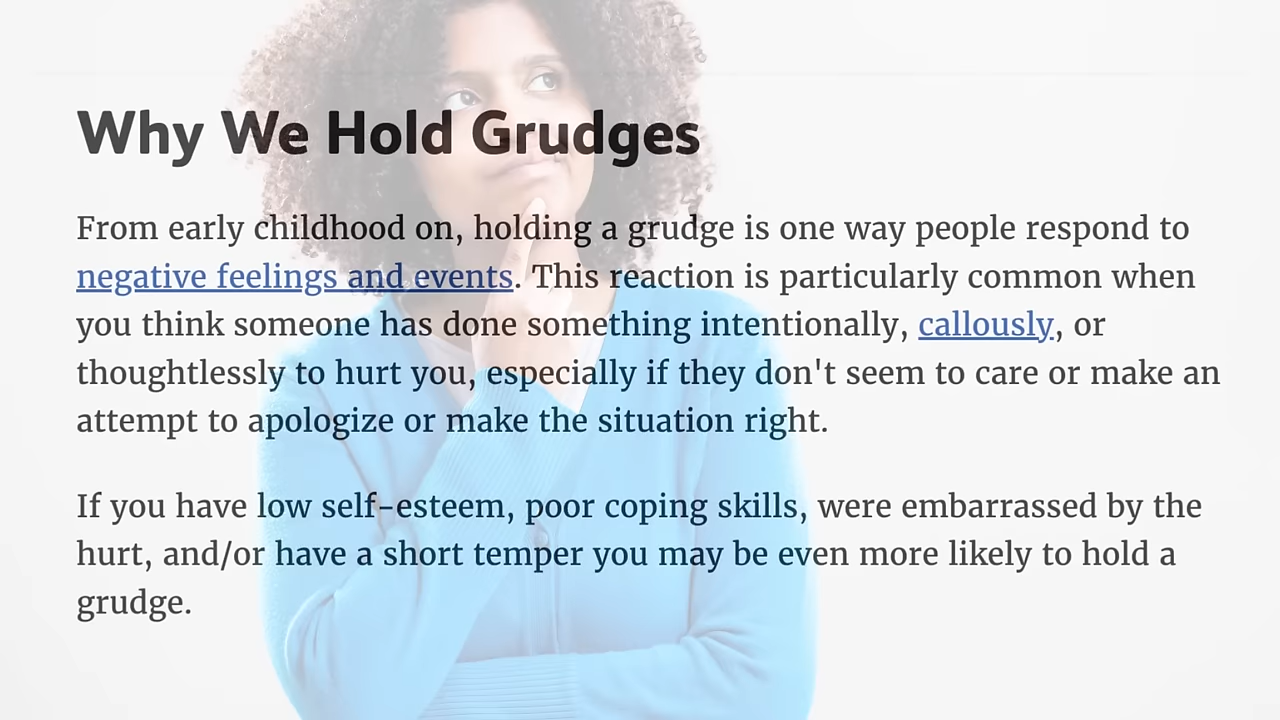 Why We Hold Grudges
From early childhood on, holding a grudge is one way people respond to
negative feelings and events. This reaction is particularly common when
you think someone has done something intentionally, callously, or
thoughtlessly to hurt you, especially if they don't seem to care or make an
attempt to apologize or make the situation right.
If you have low self-esteem, poor coping skills, were embarrassed by the
hurt, and/or have a short temper you may be even more likely to hold a
grudge.